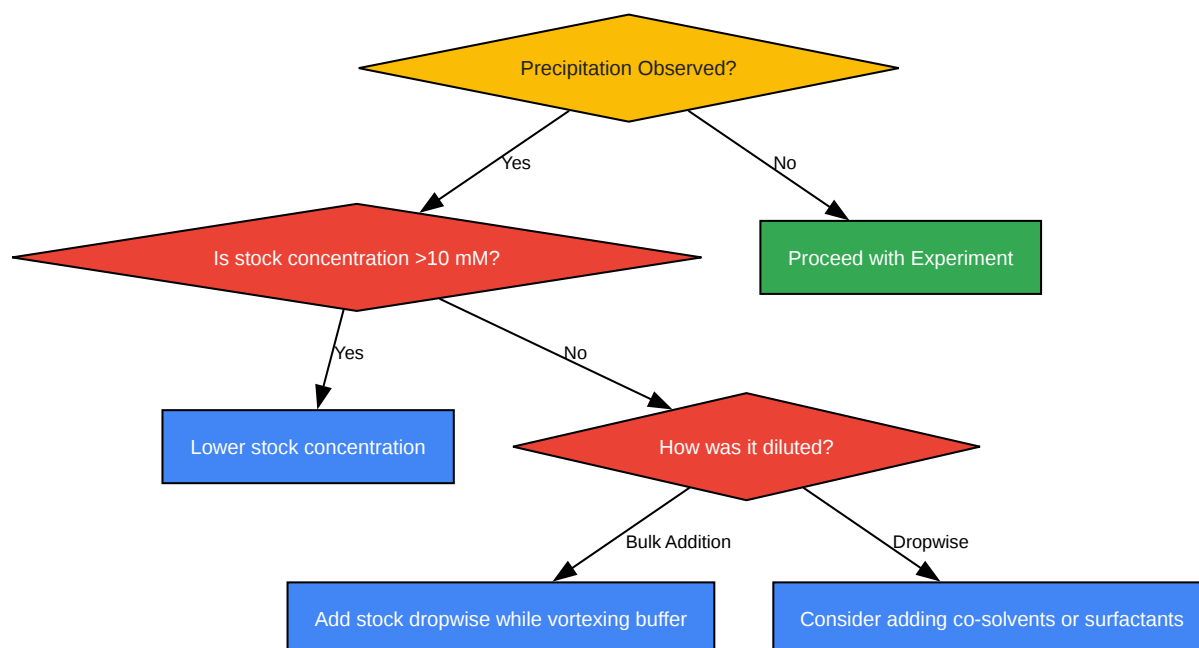 Precipitation Observed?
Yes
No
Is stock concentration >10 mM?
Proceed with Experiment
Yes
No
Lower stock concentration
How was it diluted?
Bulk Addition
Dropwise
Add stock dropwise while vortexing buffer
Consider adding co-solvents or surfactants